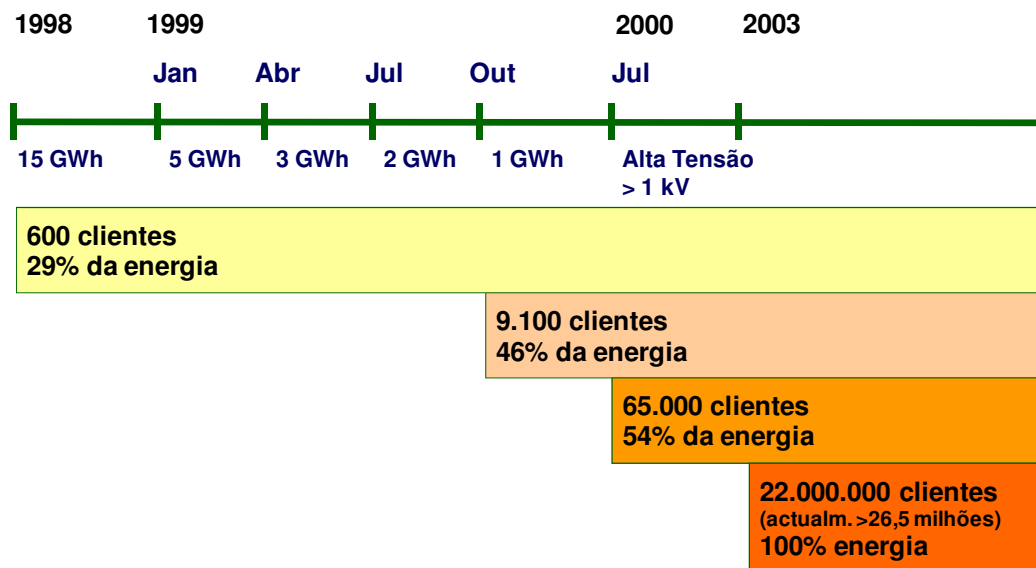 1998 1999 2000 2003
Jan Abr Jul Out Jul
15 GWh 5 GWh 3 GWh 2 GWh 1 GWh Alta Tensão
> 1 kV
600 clientes
29% da energia
9.100 clientes
46% da energia
65.000 clientes
54% da energia
22.000.000 clientes
(actualm. >26,5 milhões)
100% energia